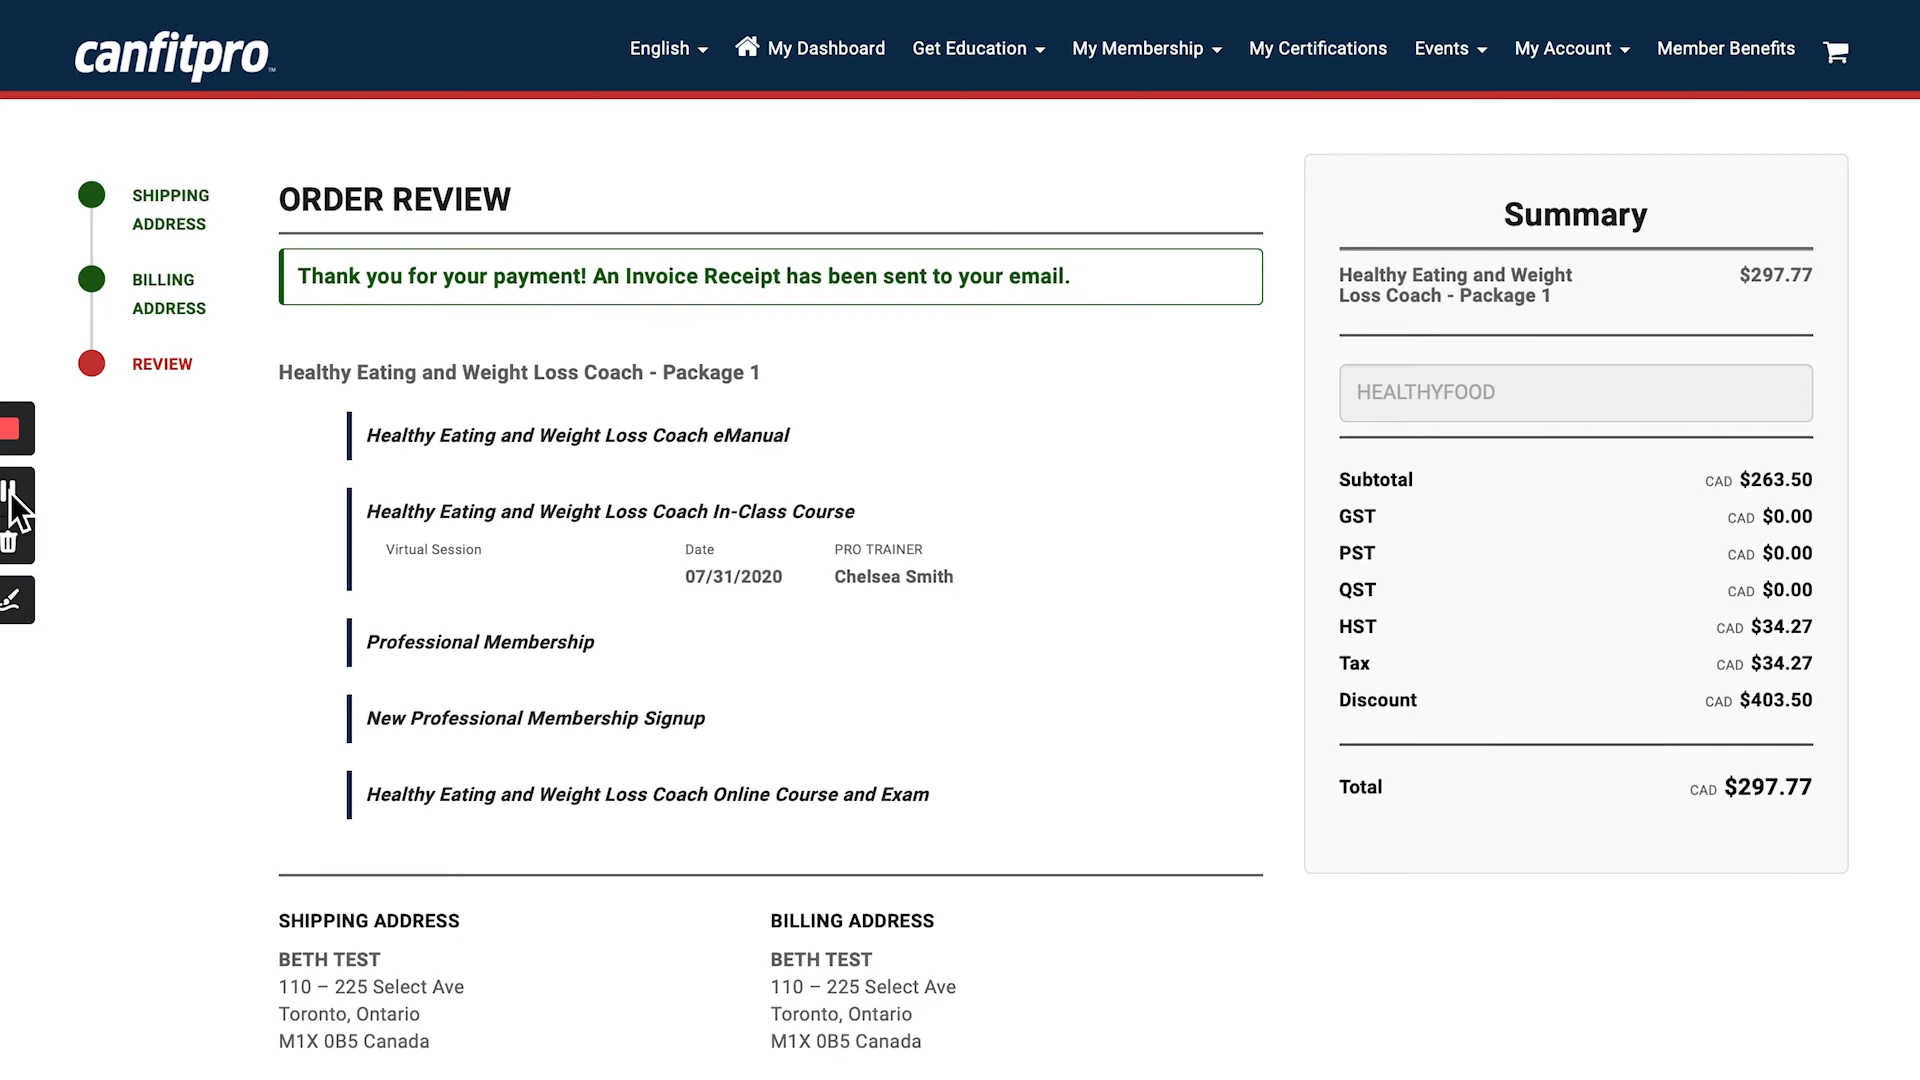 canfitpro
English My Dashboard Get Education My Membership My Certifications Events My Account Member Benefits
SHIPPING
ADDRESS
BILLING
ADDRESS
REVIEW
ORDER REVIEW
Thank you for your payment! An Invoice Receipt has been sent to your email.
Healthy Eating and Weight Loss Coach - Package 1
Healthy Eating and Weight Loss Coach eManual
Healthy Eating and Weight Loss Coach In-Class Course
Virtual Session Date PRO TRAINER
07/31/2020 Chelsea Smith
Professional Membership
New Professional Membership Signup
Healthy Eating and Weight Loss Coach Online Course and Exam
SHIPPING ADDRESS
BETH TEST
110 – 225 Select Ave
Toronto, Ontario
M1X 0B5 Canada
BILLING ADDRESS
BETH TEST
110 – 225 Select Ave
Toronto, Ontario
M1X 0B5 Canada
Summary
Healthy Eating and Weight $297.77
Loss Coach - Package 1
HEALTHYFOOD
Subtotal CAD $263.50
GST CAD $0.00
PST CAD $0.00
QST CAD $0.00
HST CAD $34.27
Tax CAD $34.27
Discount CAD $403.50
Total CAD $297.77